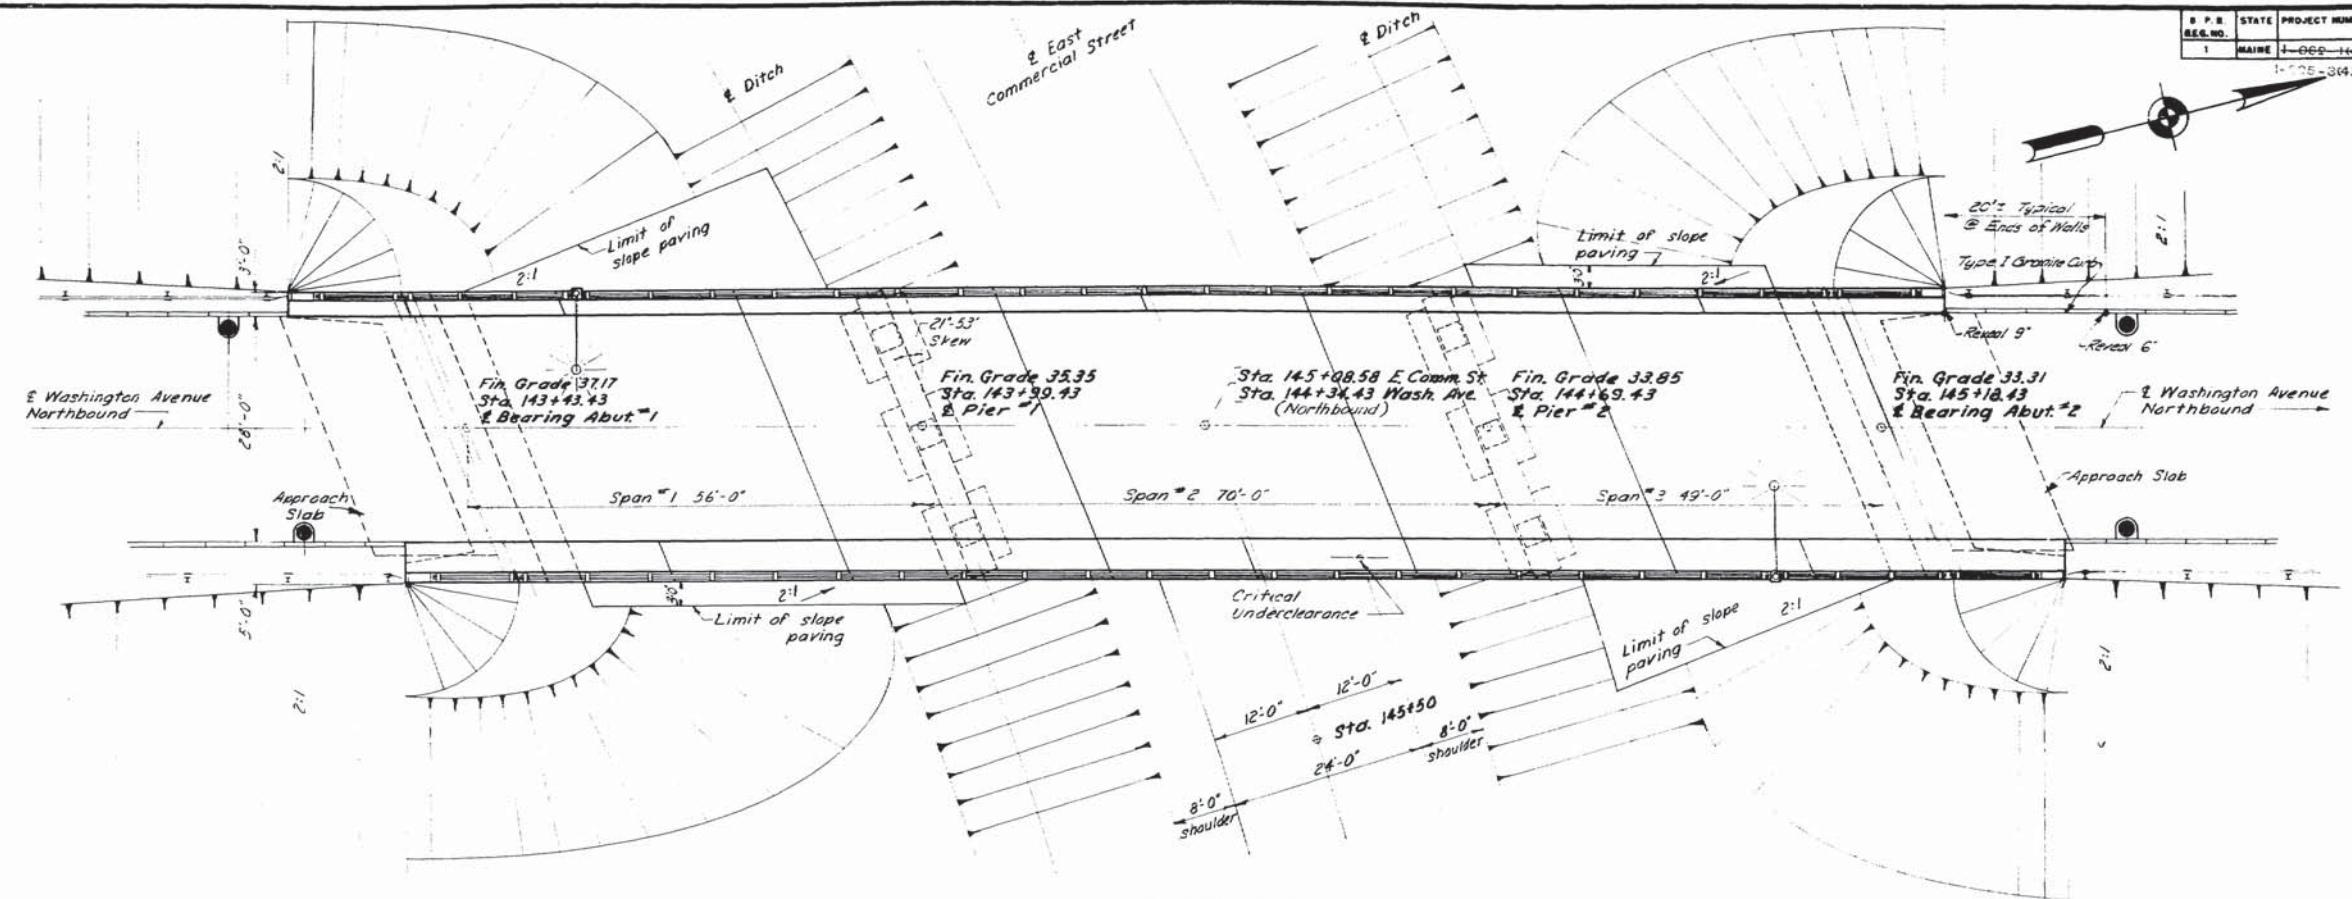 B. P. R.
REG. NO.
STATE
PROJECT NUM
1
MAINE
℄ Ditch
℄ East
Commercial Street
℄ Ditch
2:1
Limit of
slope paving
2:1
3'-0"
Limit of slope
paving
3'0"
2:1
20'± Typical
@ Ends of Walls
Type I Granite Curb
2:1
Reveal 9"
Reveal 6"
21°-53'
Skew
℄ Washington Avenue
Northbound
28'-0"
Fin. Grade 37.17
Sta. 143+43.43
℄ Bearing Abut. #1
Fin. Grade 35.35
Sta. 143+99.43
℄ Pier #1
Sta. 145+08.58 E. Comm. St.
Sta. 144+34.43 Wash. Ave.
(Northbound)
Fin. Grade 33.85
Sta. 144+69.43
℄ Pier #2
Fin. Grade 33.31
Sta. 145+18.43
℄ Bearing Abut. #2
℄ Washington Avenue
Northbound
Approach
Slab
Span #1 56'-0"
Span #2 70'-0"
Span #3 49'-0"
Approach Slab
5'-0"
2:1
3'0"
2:1
Limit of slope
paving
Critical
Underclearance
Limit of slope
paving
2:1
2:1
12'-0"
12'-0"
Sta. 145+50
24'-0"
8'-0"
shoulder
8'-0"
shoulder